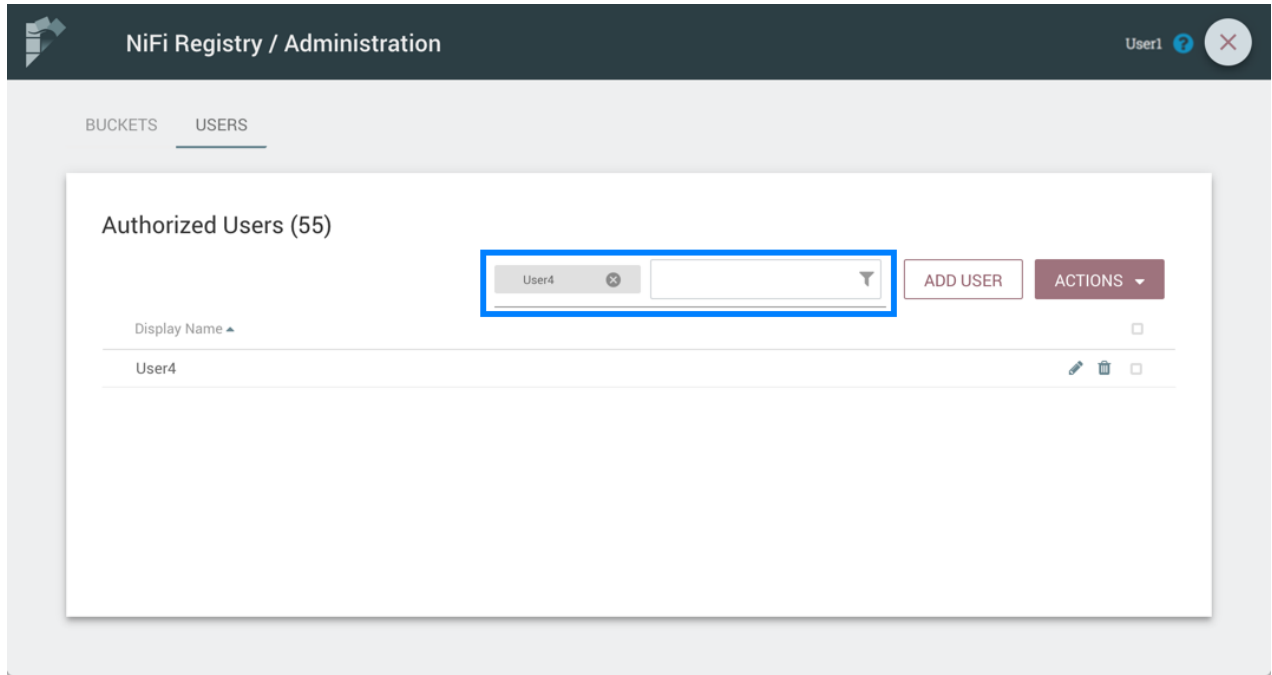 NiFi Registry / Administration
User1
BUCKETS USERS
Authorized Users (55)
User4
ADD USER
ACTIONS
Display Name
User4